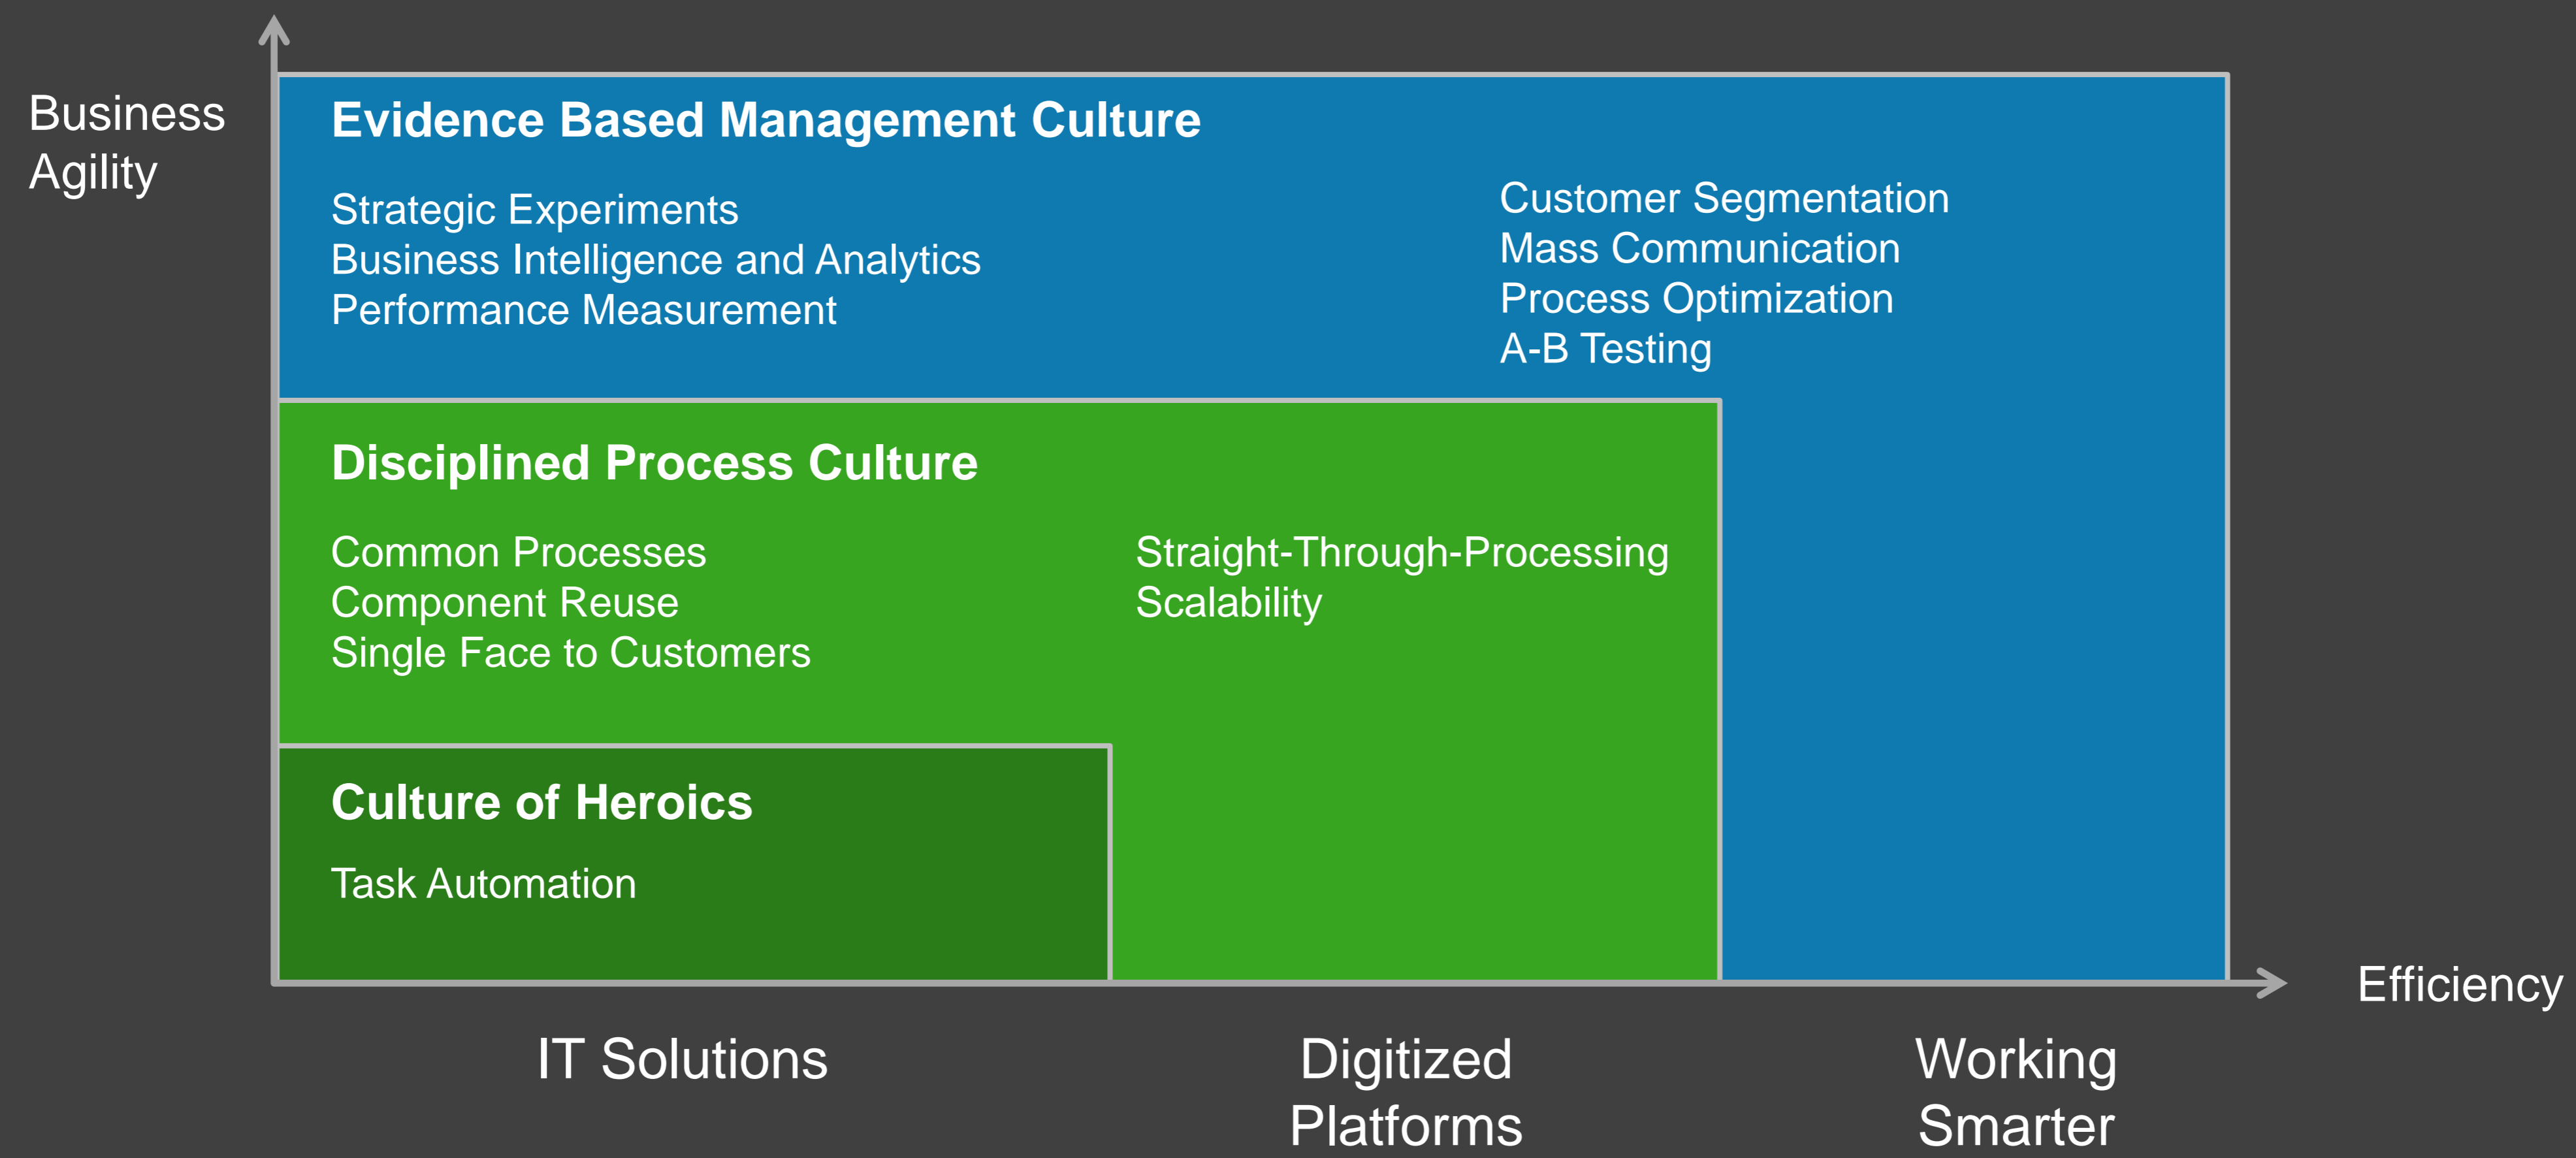 Business
Agility
Evidence Based Management Culture
Strategic Experiments
Business Intelligence and Analytics
Performance Measurement
Customer Segmentation
Mass Communication
Process Optimization
A-B Testing
Disciplined Process Culture
Common Processes
Component Reuse
Single Face to Customers
Straight-Through-Processing
Scalability
Culture of Heroics
Task Automation
Efficiency
IT Solutions
Digitized
Platforms
Working
Smarter